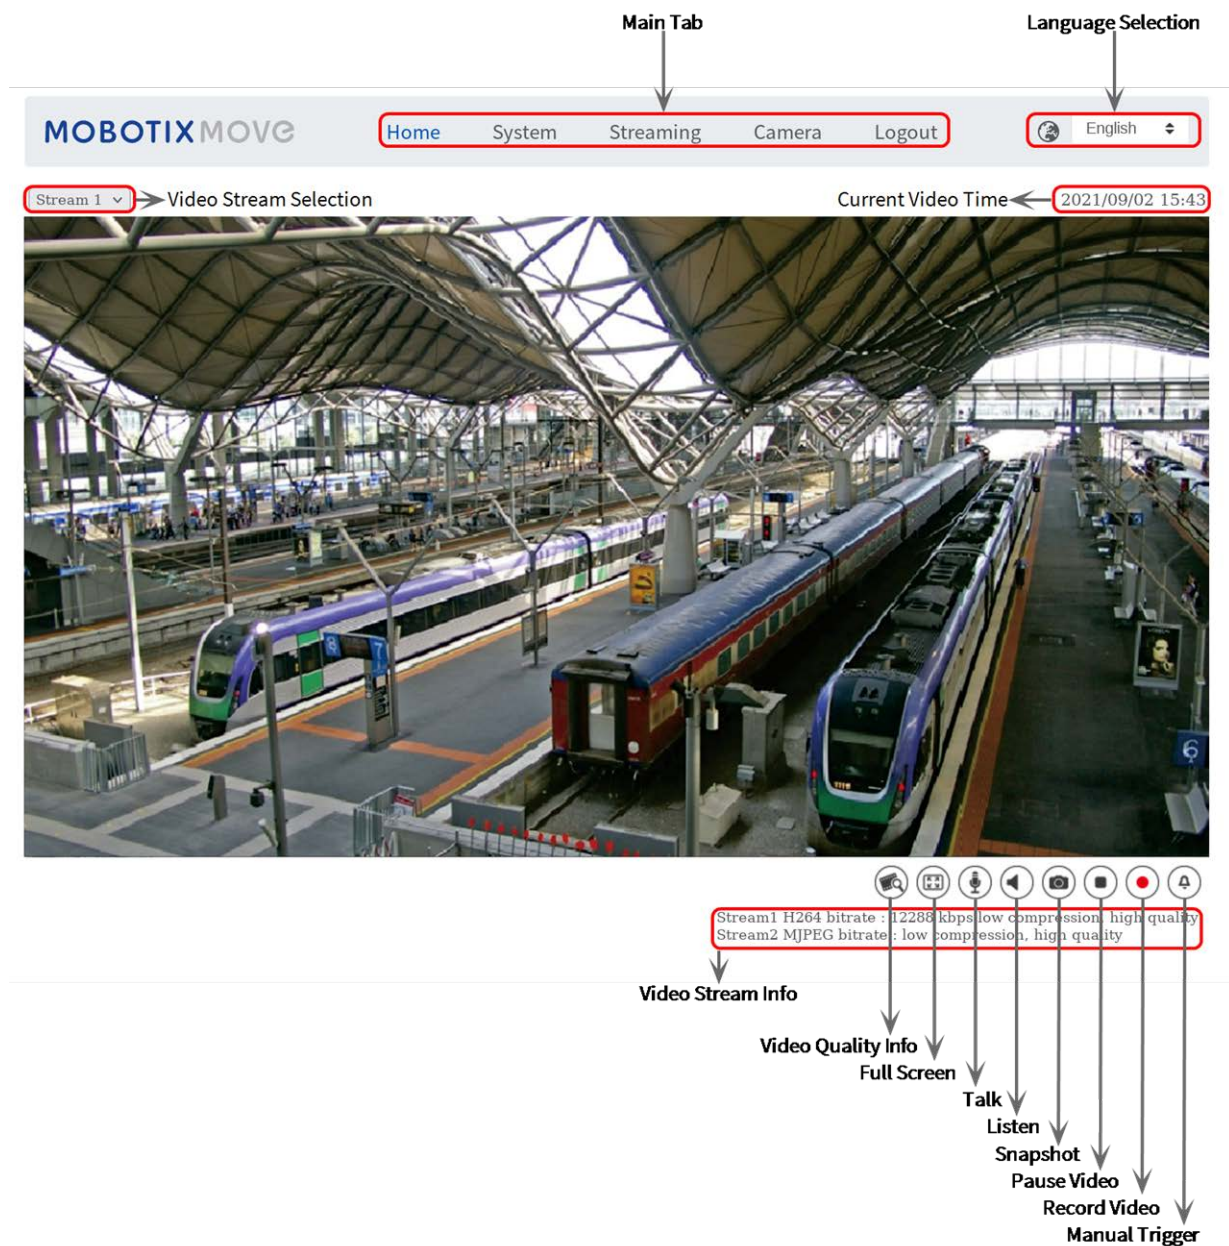 Main Tab
Language Selection
MOBOTIX MOVE
Home System Streaming Camera Logout
English
Stream 1
Video Stream Selection
Current Video Time
2021/09/02 15:43
7
6
1115
Stream1 H264 bitrate : 12288 kbps low compression, high quality
Stream2 MJPEG bitrate : low compression, high quality
Video Stream Info
Video Quality Info
Full Screen
Talk
Listen
Snapshot
Pause Video
Record Video
Manual Trigger